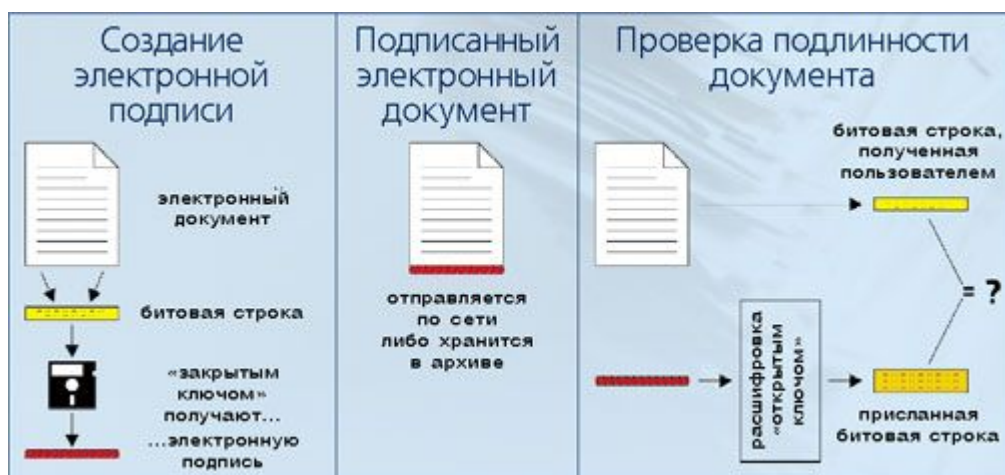 Создание
электронной
подписи
электронный
документ
битовая строка
«закрытым
ключом»
получают...
...электронную
подпись
Подписанный
электронный
документ
отправляется
по сети
либо хранится
в архиве
Проверка подлинности
документа
битовая строка,
полученная
пользователем
= ?
расшифровка
«открытым
ключом»
присланная
битовая строка